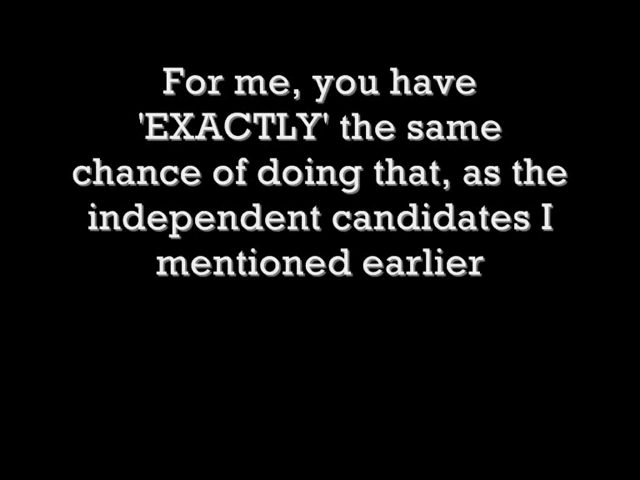 For me, you have
'EXACTLY' the same
chance of doing that, as the
independent candidates I
mentioned earlier